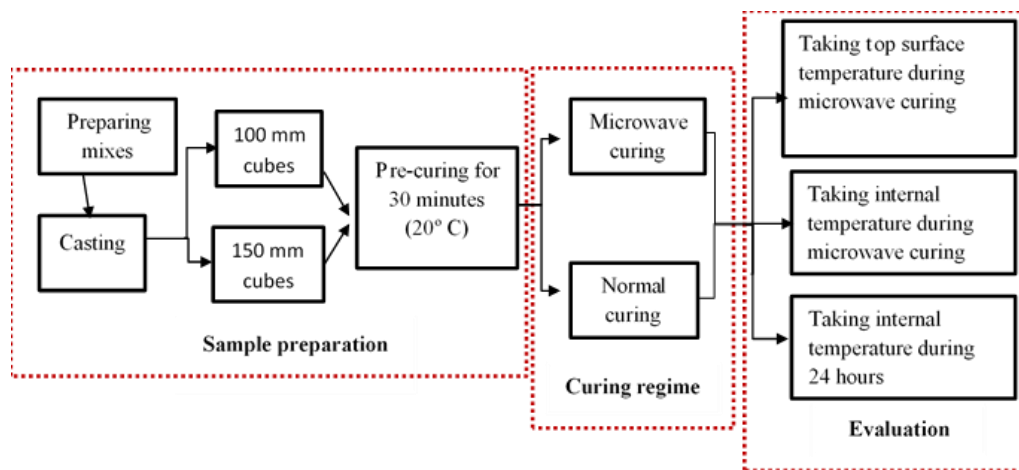 Preparing
mixes
Casting
100 mm
cubes
150 mm
cubes
Pre-curing for
30 minutes
(20º C)
Sample preparation
Microwave
curing
Normal
curing
Curing regime
Taking top surface
temperature during
microwave curing
Taking internal
temperature during
microwave curing
Taking internal
temperature during
24 hours
Evaluation